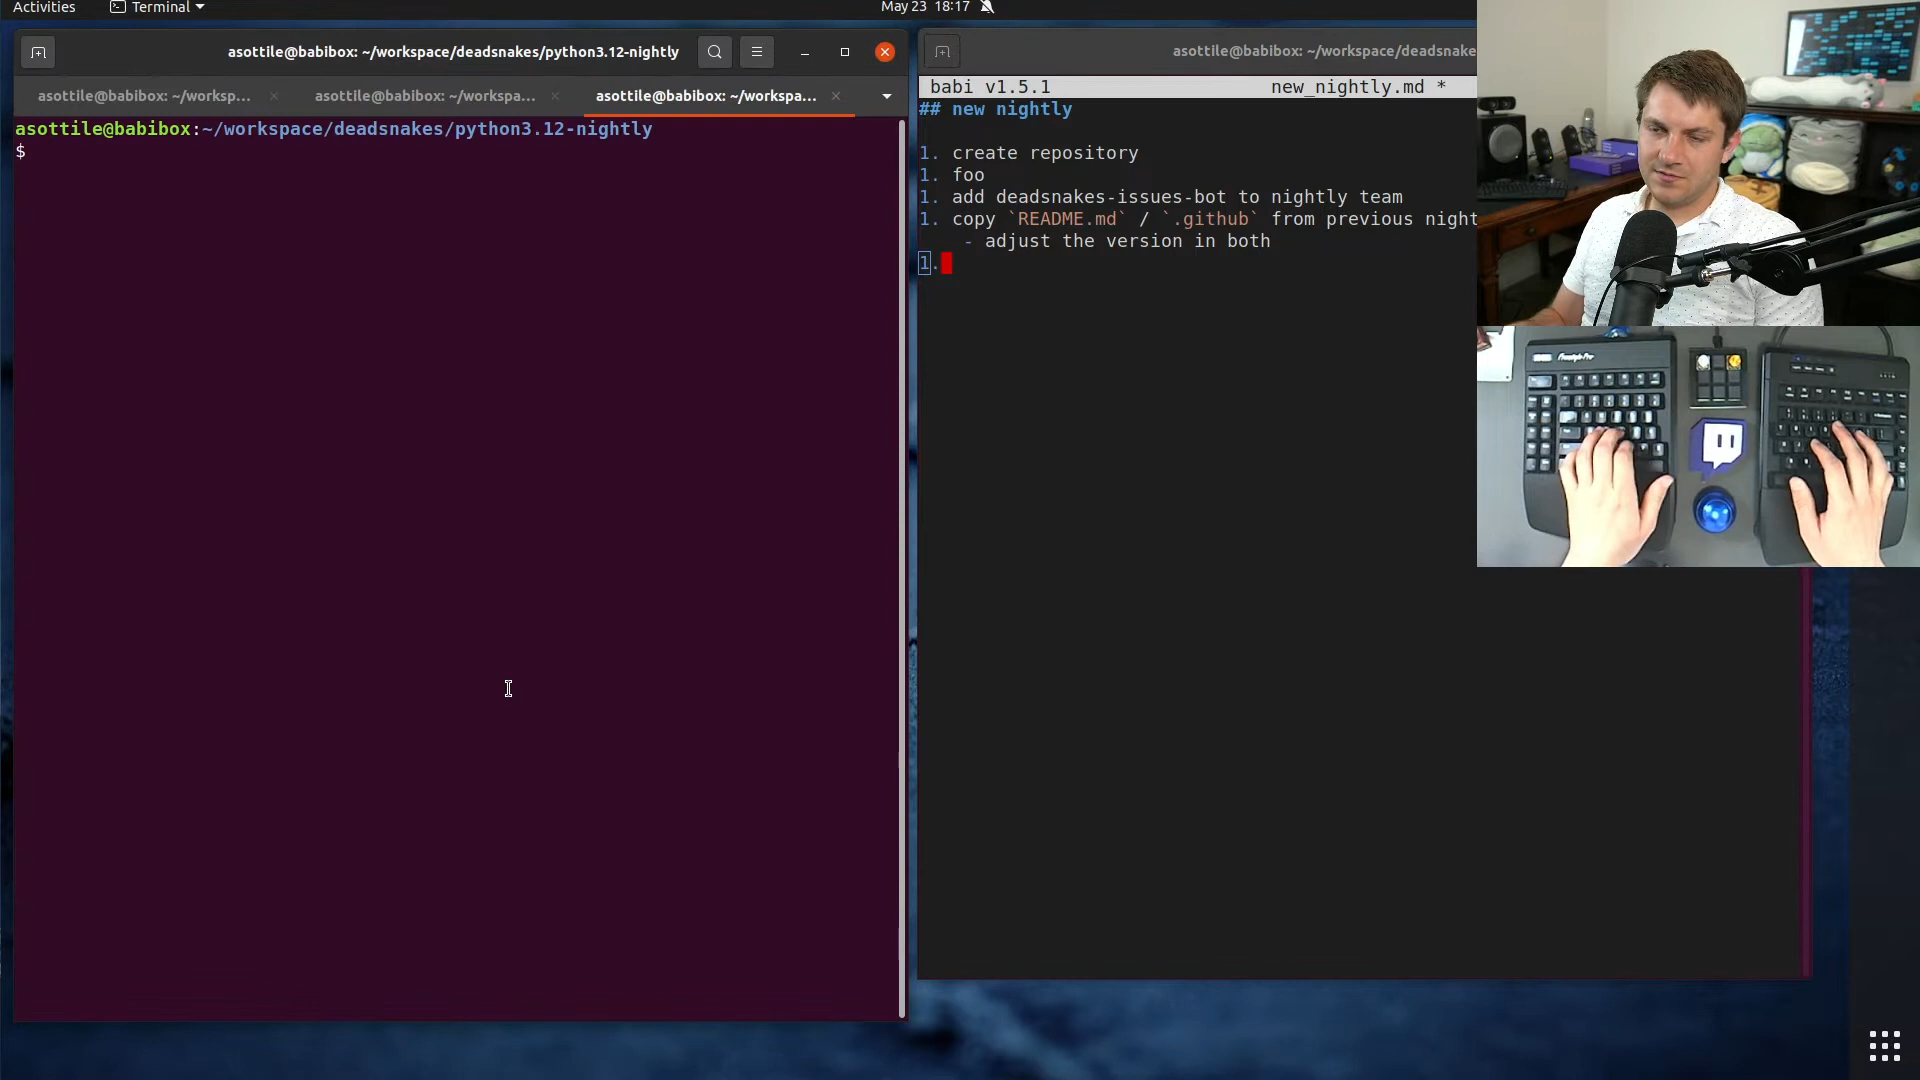 Activities
Terminal
May 23 18:17
asottile@babibox: ~/workspace/deadsnakes/python3.12-nightly
asottile@babibox: ~/worksp...
asottile@babibox: ~/workspa...
asottile@babibox: ~/workspa...
asottile@babibox:~/workspace/deadsnakes/python3.12-nightly
$
asottile@babibox: ~/workspace/deadsnake
babi v1.5.1
new_nightly.md *
## new nightly
1. create repository
1. foo
1. add deadsnakes-issues-bot to nightly team
1. copy `README.md` / `.github` from previous night
- adjust the version in both
1.
Freestyle Pro